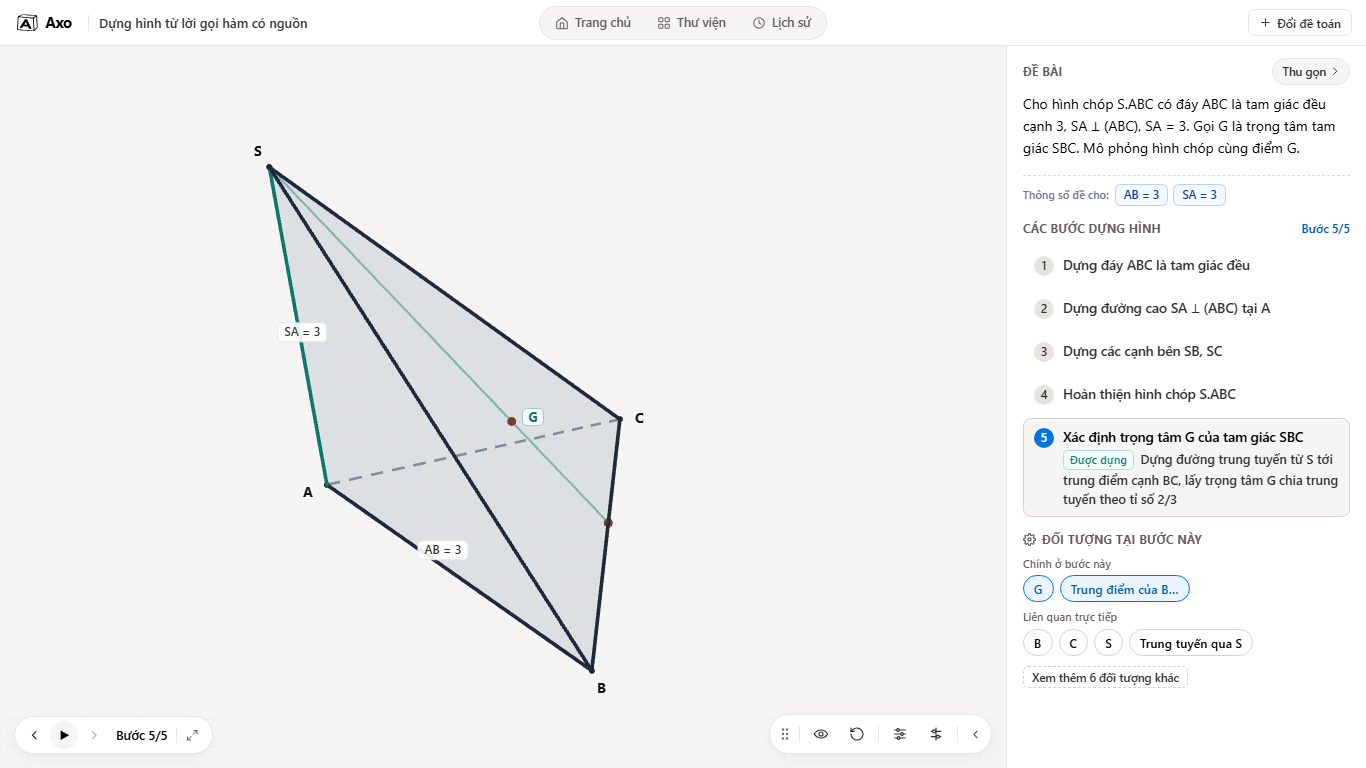 Axo
Dựng hình từ lời gọi hàm có nguồn
Trang chủ
Thư viện
Lịch sử
Đổi đề toán
S
SA = 3
G
C
A
AB = 3
B
Bước 5/5
ĐỀ BÀI
Thu gọn
Cho hình chóp S.ABC có đáy ABC là tam giác đều
cạnh 3, SA ⊥ (ABC), SA = 3. Gọi G là trọng tâm tam
giác SBC. Mô phỏng hình chóp cùng điểm G.
Thông số đề cho: AB = 3 SA = 3
CÁC BƯỚC DỰNG HÌNH
Bước 5/5
1 Dựng đáy ABC là tam giác đều
2 Dựng đường cao SA ⊥ (ABC) tại A
3 Dựng các cạnh bên SB, SC
4 Hoàn thiện hình chóp S.ABC
5 Xác định trọng tâm G của tam giác SBC
Được dựng Dựng đường trung tuyến từ S tới
trung điểm cạnh BC, lấy trọng tâm G chia trung
tuyến theo tỉ số 2/3
ĐỐI TƯỢNG TẠI BƯỚC NÀY
Chính ở bước này
G Trung điểm của B...
Liên quan trực tiếp
B C S Trung tuyến qua S
Xem thêm 6 đối tượng khác